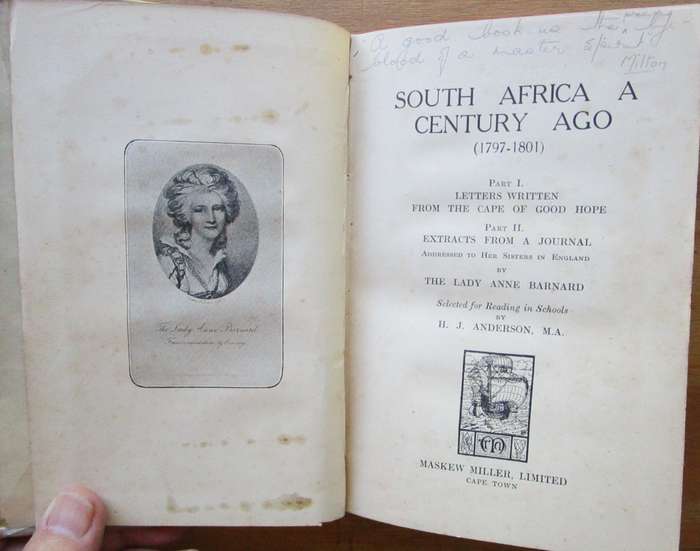 The Lady Anne Barnard
A good book is the precious life
blood of a master spirit
Milton
SOUTH AFRICA A
CENTURY AGO
(1797-1801)
PART I.
LETTERS WRITTEN
FROM THE CAPE OF GOOD HOPE
PART II.
EXTRACTS FROM A JOURNAL
ADDRESSED TO HER SISTERS IN ENGLAND
BY
THE LADY ANNE BARNARD
Selected for Reading in Schools
BY
H. J. ANDERSON, M.A.
MASKEW MILLER, LIMITED
CAPE TOWN